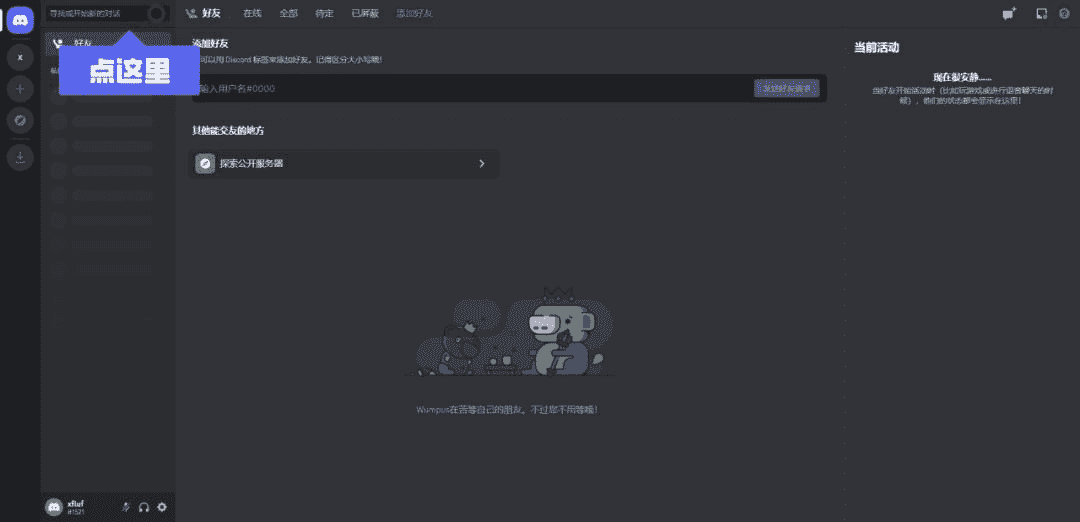 寻找或开始新的对话
好友
在线
全部
待定
已屏蔽
添加好友
x
好友
点这里
添加好友
可以用 Discord 标签来添加好友。记得区分大小写哦!
输入用户名#0000
发送好友请求
其他能交友的地方
探索公开服务器
Wumpus在苦等自己的朋友。不过您不用等噢!
当前活动
现在很安静……
当好友开始活动时(比如玩游戏或进行语音聊天的时
候),他们的状态都会显示在这里!
xfluf
#1521